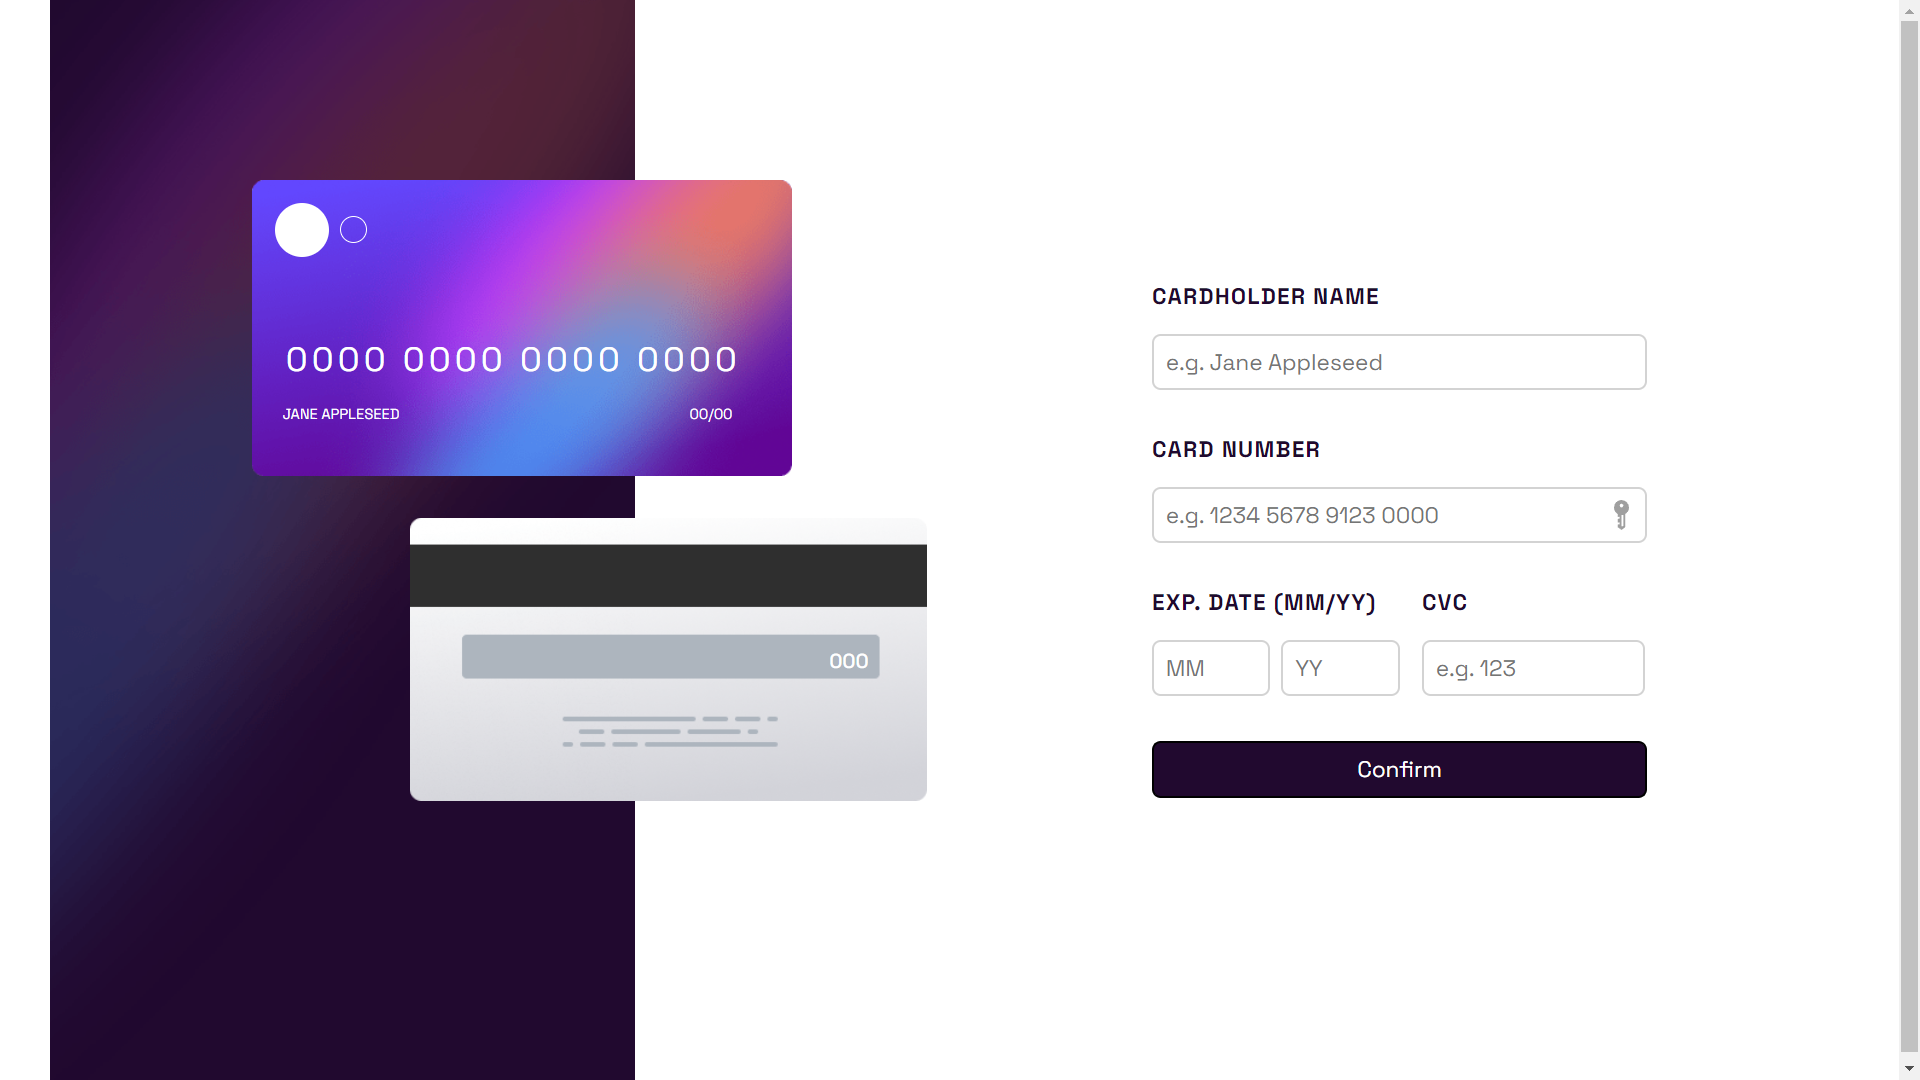 0000 0000 0000 0000
JANE APPLESEED 00/00
000
CARDHOLDER NAME
e.g. Jane Appleseed
CARD NUMBER
e.g. 1234 5678 9123 0000
EXP. DATE (MM/YY) CVC
MM YY e.g. 123
Confirm